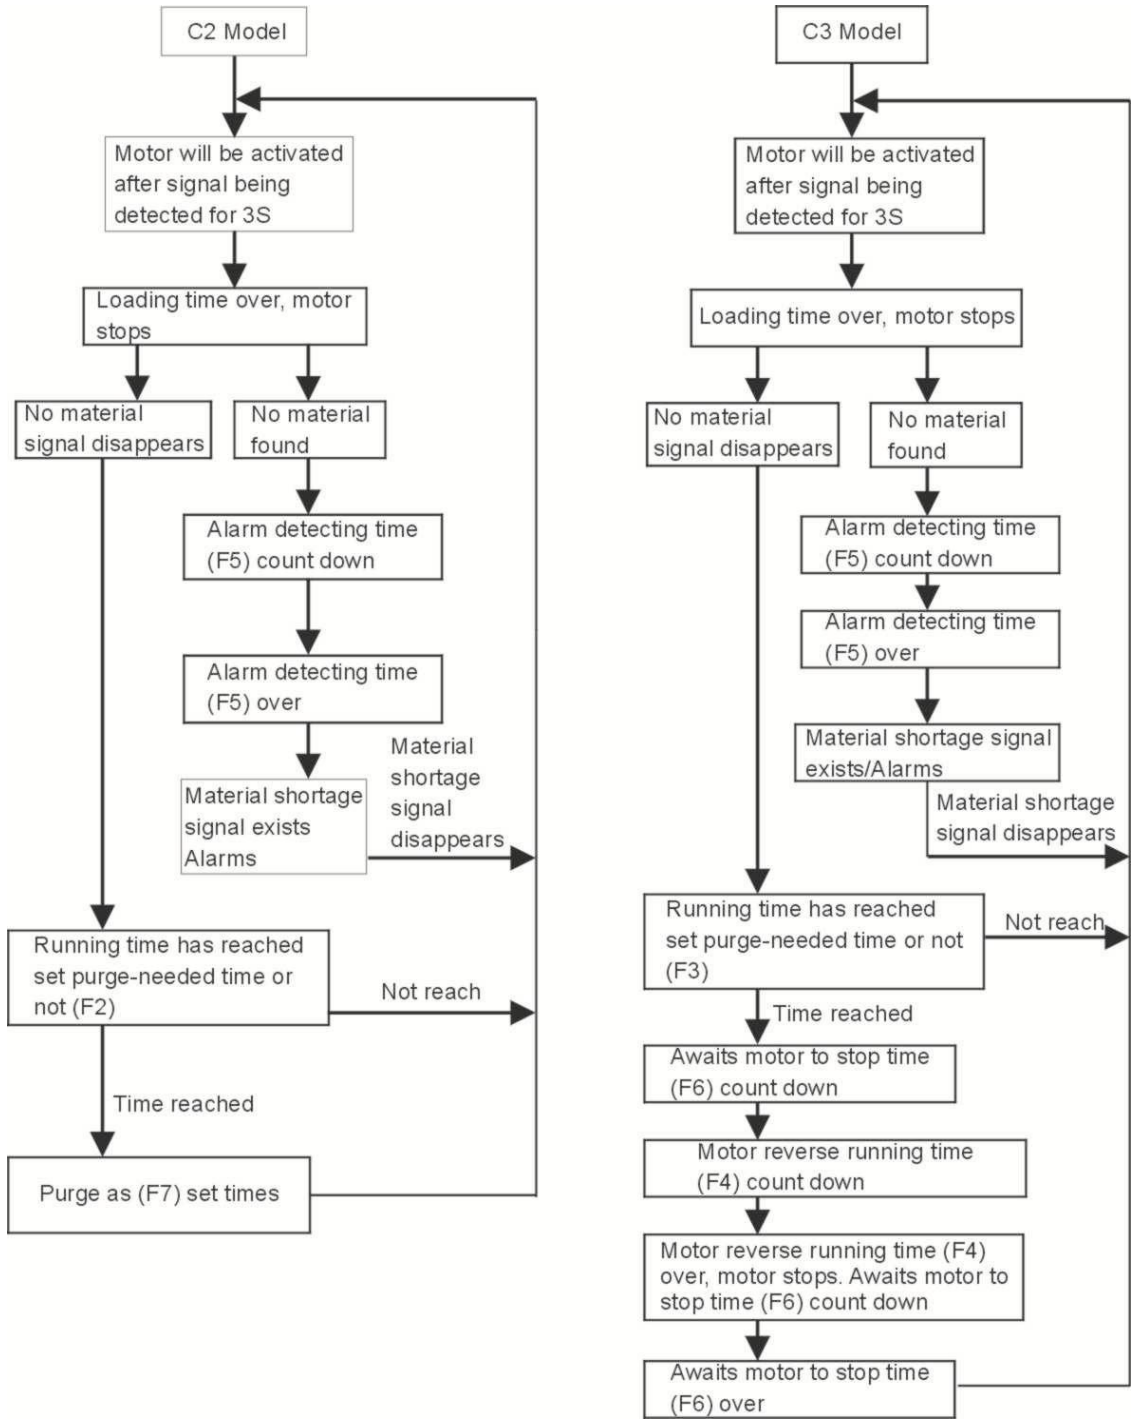 C2 Model
Motor will be activated
after signal being
detected for 3S
Loading time over, motor
stops
No material
signal disappears
No material
found
Alarm detecting time
(F5) count down
Alarm detecting time
(F5) over
Material shortage
signal exists
Alarms
Material
shortage
signal
disappears
Running time has reached
set purge-needed time or
not (F2)
Not reach
Time reached
Purge as (F7) set times
C3 Model
Motor will be activated
after signal being
detected for 3S
Loading time over, motor stops
No material
signal disappears
No material
found
Alarm detecting time
(F5) count down
Alarm detecting time
(F5) over
Material shortage signal
exists/Alarms
Material shortage
signal disappears
Running time has reached
set purge-needed time or not
(F3)
Not reach
Time reached
Awaits motor to stop time
(F6) count down
Motor reverse running time
(F4) count down
Motor reverse running time (F4)
over, motor stops. Awaits motor to
stop time (F6) count down
Awaits motor to stop time
(F6) over